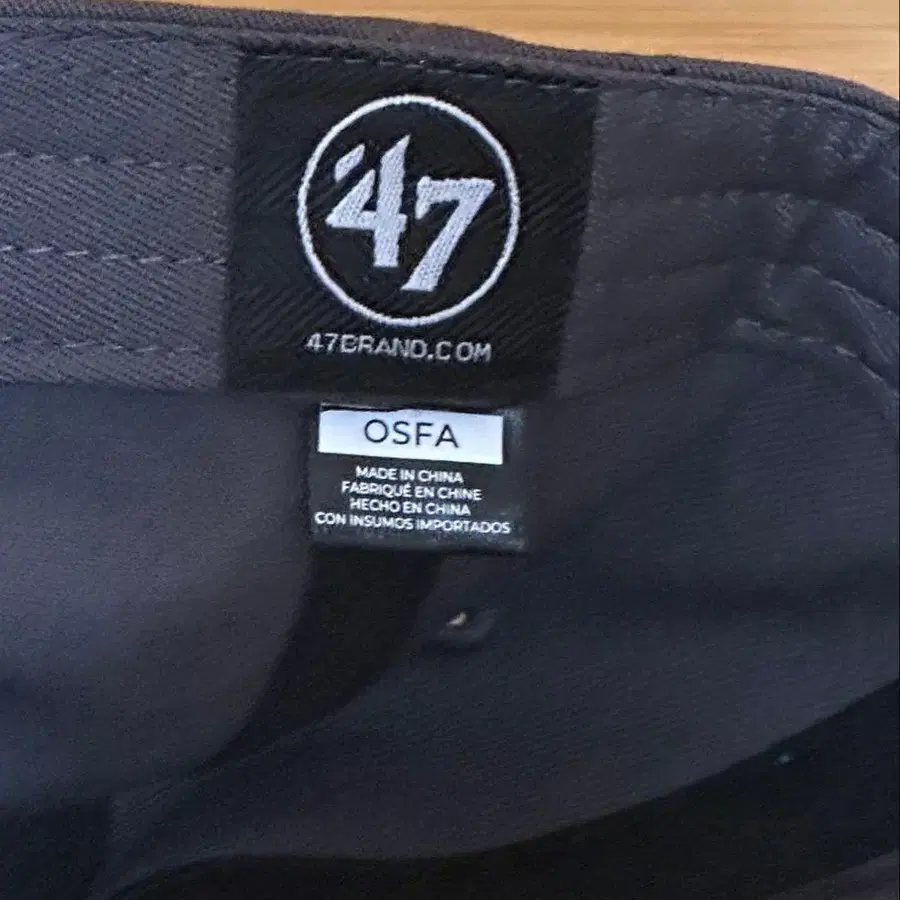 '47
47BRAND.COM
OSFA
MADE IN CHINA
FABRIQUÉ EN CHINE
HECHO EN CHINA
CON INSUMOS IMPORTADOS